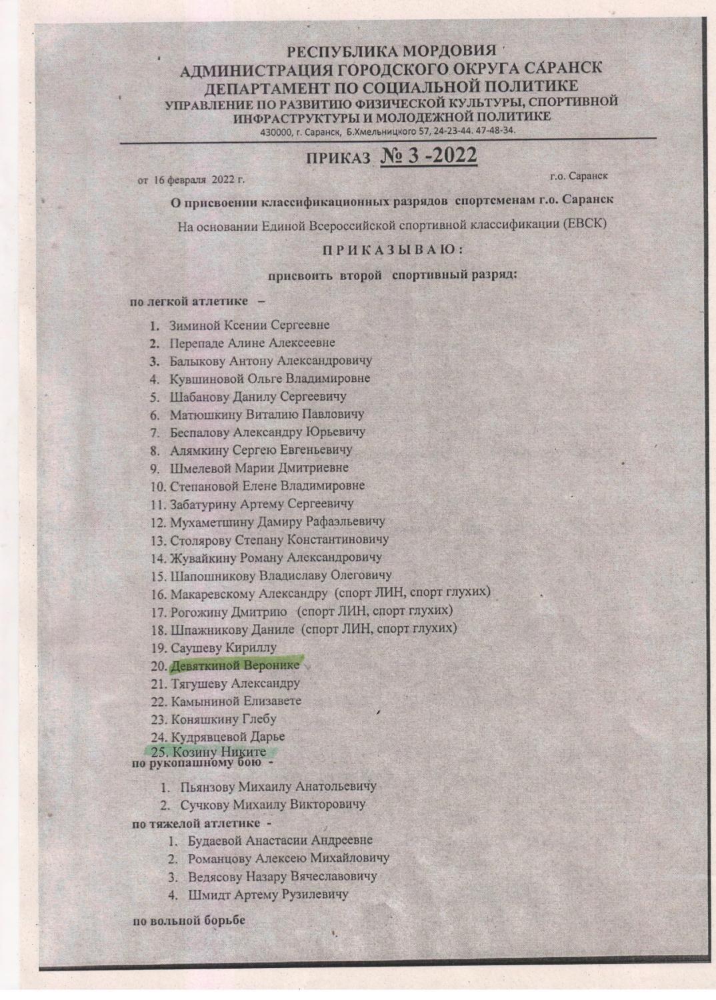 РЕСПУБЛИКА МОРДОВИЯ
АДМИНИСТРАЦИЯ ГОРОДСКОГО ОКРУГА САРАНСК
ДЕПАРТАМЕНТ ПО СОЦИАЛЬНОЙ ПОЛИТИКЕ
УПРАВЛЕНИЕ ПО РАЗВИТИЮ ФИЗИЧЕСКОЙ КУЛЬТУРЫ, СПОРТИВНОЙ
ИНФРАСТРУКТУРЫ И МОЛОДЕЖНОЙ ПОЛИТИКЕ
430000, г. Саранск, Б.Хмельницкого 57, 24-23-44. 47-48-34.
ПРИКАЗ № 3 -2022
от 16 февраля 2022 г. г.о. Саранск
О присвоении классификационных разрядов спортсменам г.о. Саранск
На основании Единой Всероссийской спортивной классификации (ЕВСК)
П Р И К А З Ы В А Ю :
присвоить второй спортивный разряд:
по легкой атлетике –
1. Зиминой Ксении Сергеевне
2. Перепаде Алине Алексеевне
3. Балыкову Антону Александровичу
4. Кувшиновой Ольге Владимировне
5. Шабанову Данилу Сергеевичу
6. Матюшкину Виталию Павловичу
7. Беспалову Александру Юрьевичу
8. Алямкину Сергею Евгеньевичу
9. Шмелевой Марии Дмитриевне
10. Степановой Елене Владимировне
11. Забатурину Артему Сергеевичу
12. Мухаметшину Дамиру Рафаэльевичу
13. Столярову Степану Константиновичу
14. Жувайкину Роману Александровичу
15. Шапошникову Владиславу Олеговичу
16. Макаревскому Александру (спорт ЛИН, спорт глухих)
17. Рогожину Дмитрию (спорт ЛИН, спорт глухих)
18. Шпажникову Даниле (спорт ЛИН, спорт глухих)
19. Саушеву Кириллу
20. Девяткиной Веронике
21. Тягушеву Александру
22. Камыниной Елизавете
23. Коняшкину Глебу
24. Кудрявцевой Дарье
25. Козину Никите
по рукопашному бою -
1. Пьянзову Михаилу Анатольевичу
2. Сучкову Михаилу Викторовичу
по тяжелой атлетике -
1. Будаевой Анастасии Андреевне
2. Романцову Алексею Михайловичу
3. Ведясову Назару Вячеславовичу
4. Шмидт Артему Рузилевичу
по вольной борьбе